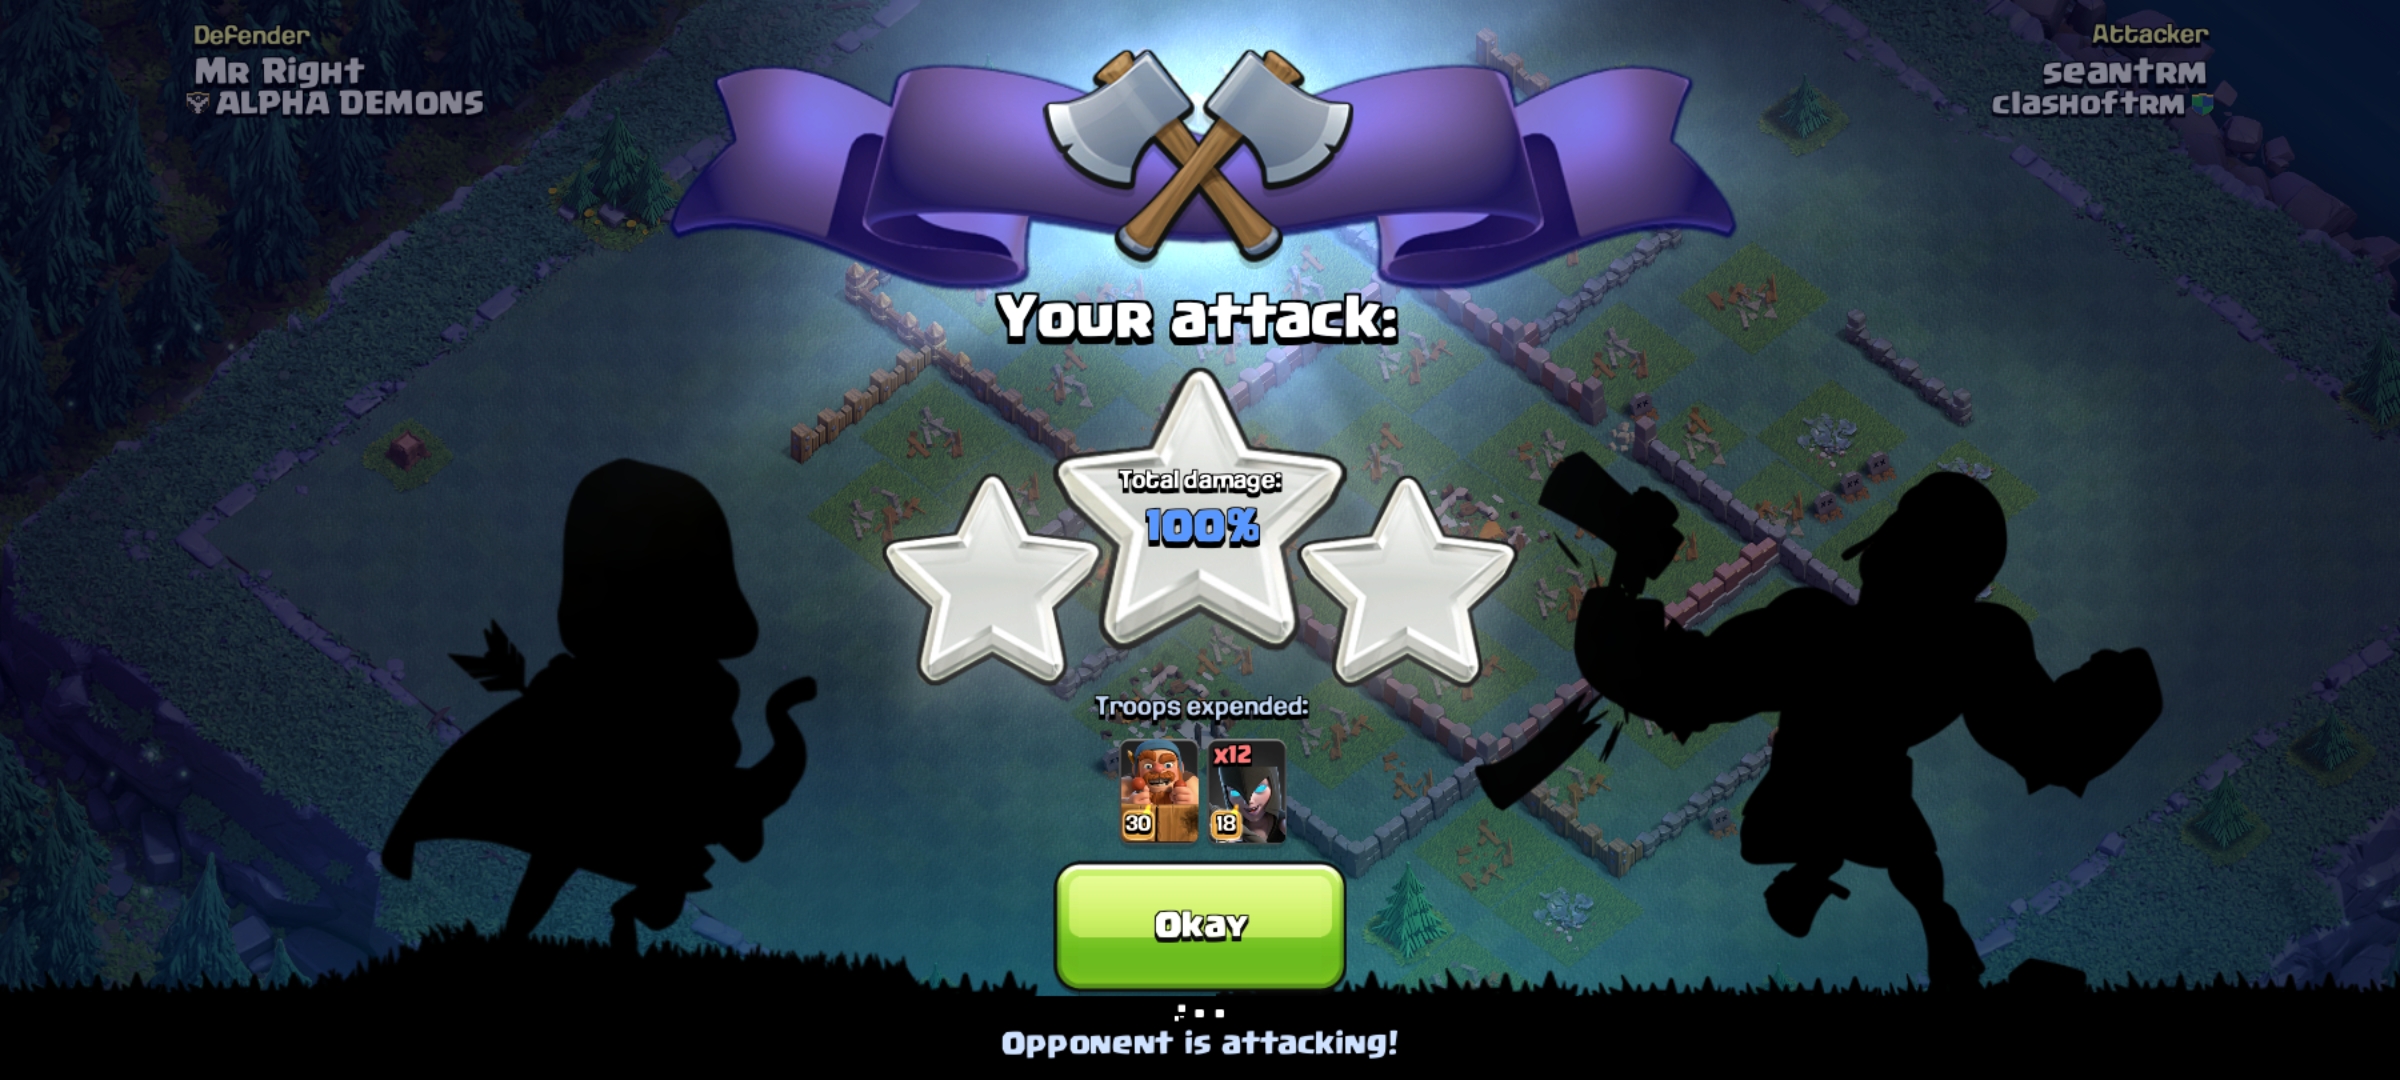 Defender
Mr Right
ALPHA DEMONS
Attacker
seantrm
clashoftrm
Your attack:
Total damage:
100%
Troops expended:
x12
30
18
Okay
Opponent is attacking!